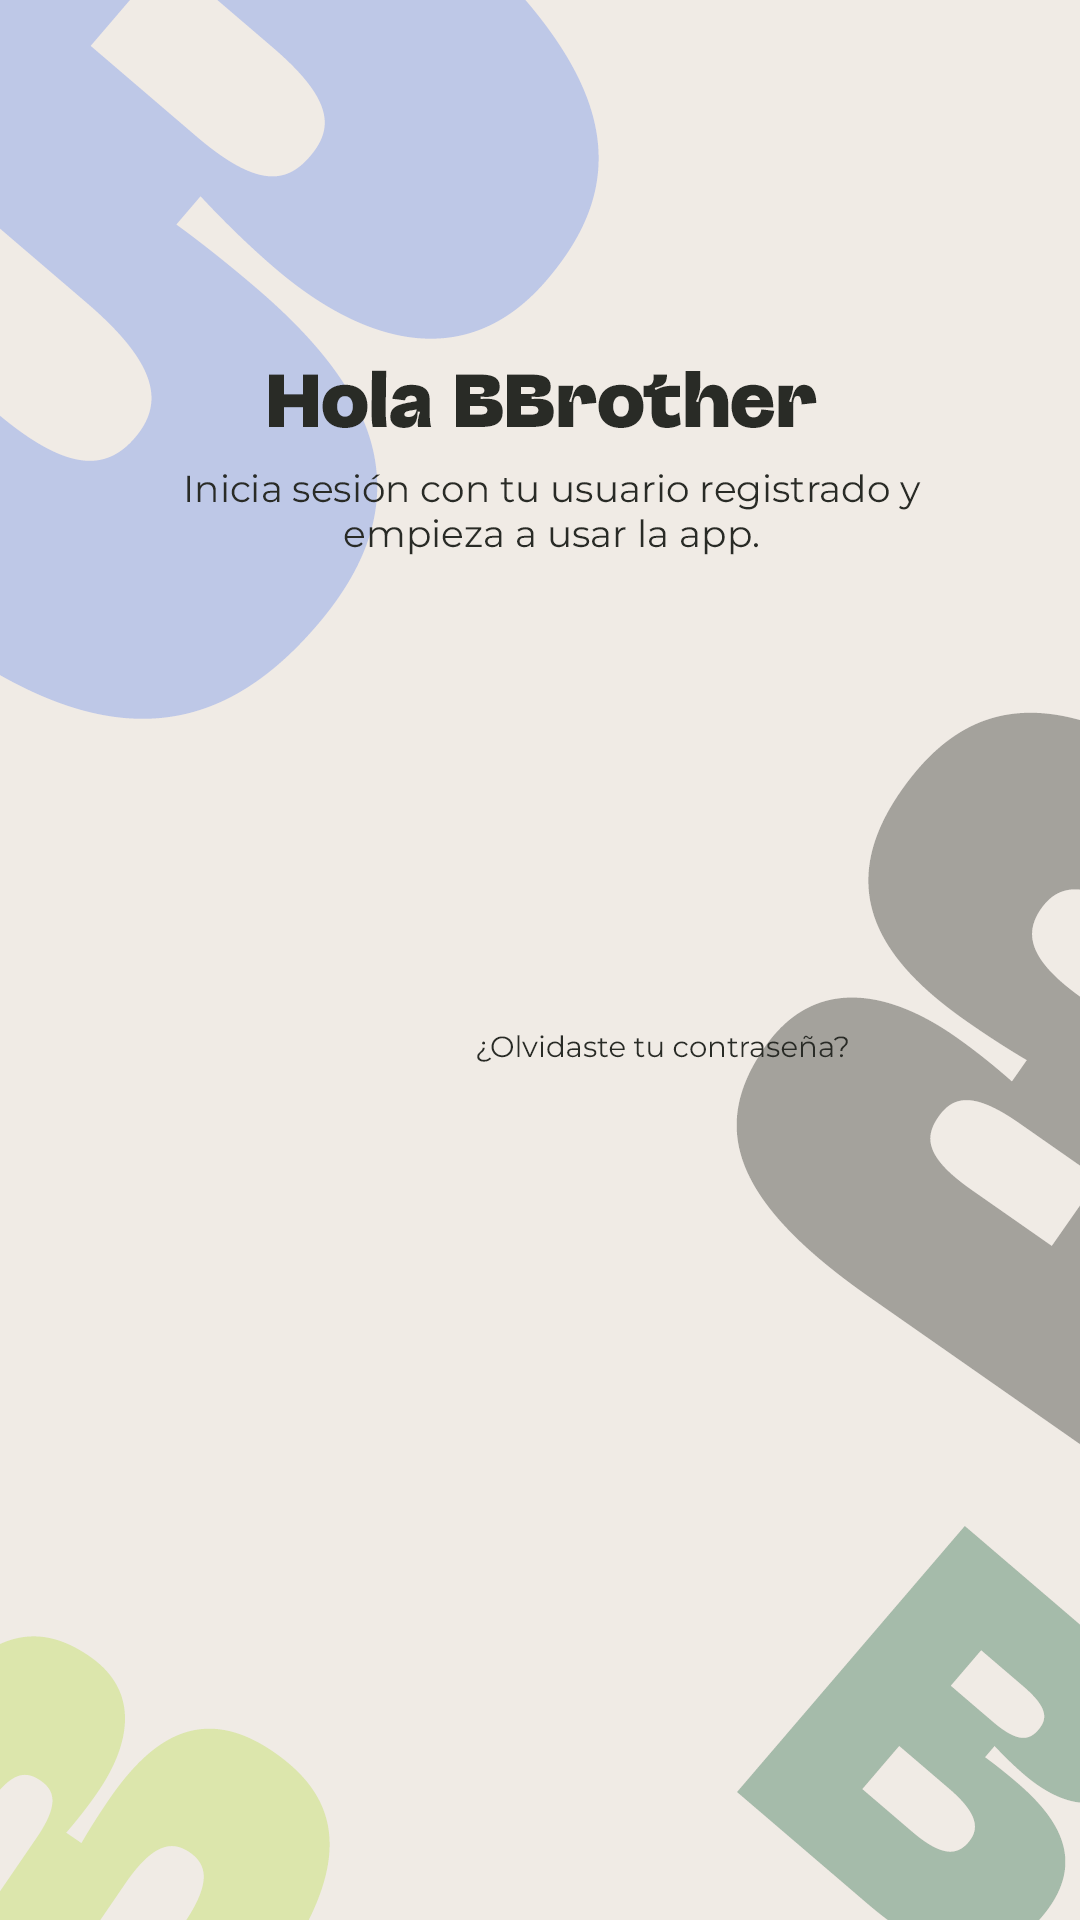 Hola BBrother
Inicia sesión con tu usuario registrado y
empieza a usar la app.
¿Olvidaste tu contraseña?